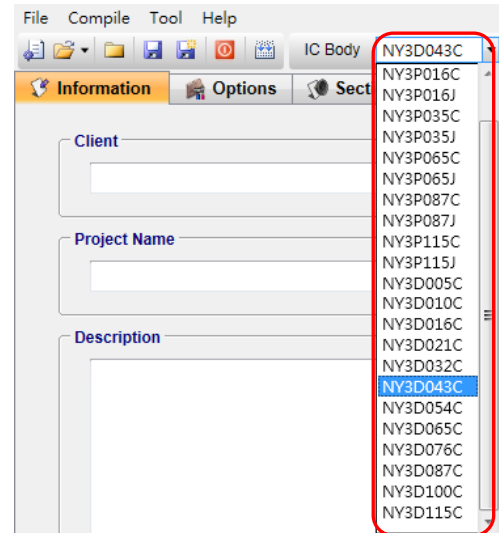 File Compile Tool Help
IC Body NY3D043C
Information Options Sect
NY3P016C
NY3P016J
NY3P035C
NY3P035J
NY3P065C
NY3P065J
NY3P087C
NY3P087J
NY3P115C
NY3P115J
NY3D005C
NY3D010C
NY3D016C
NY3D021C
NY3D032C
NY3D043C
NY3D054C
NY3D065C
NY3D076C
NY3D087C
NY3D100C
NY3D115C
Client
Project Name
Description